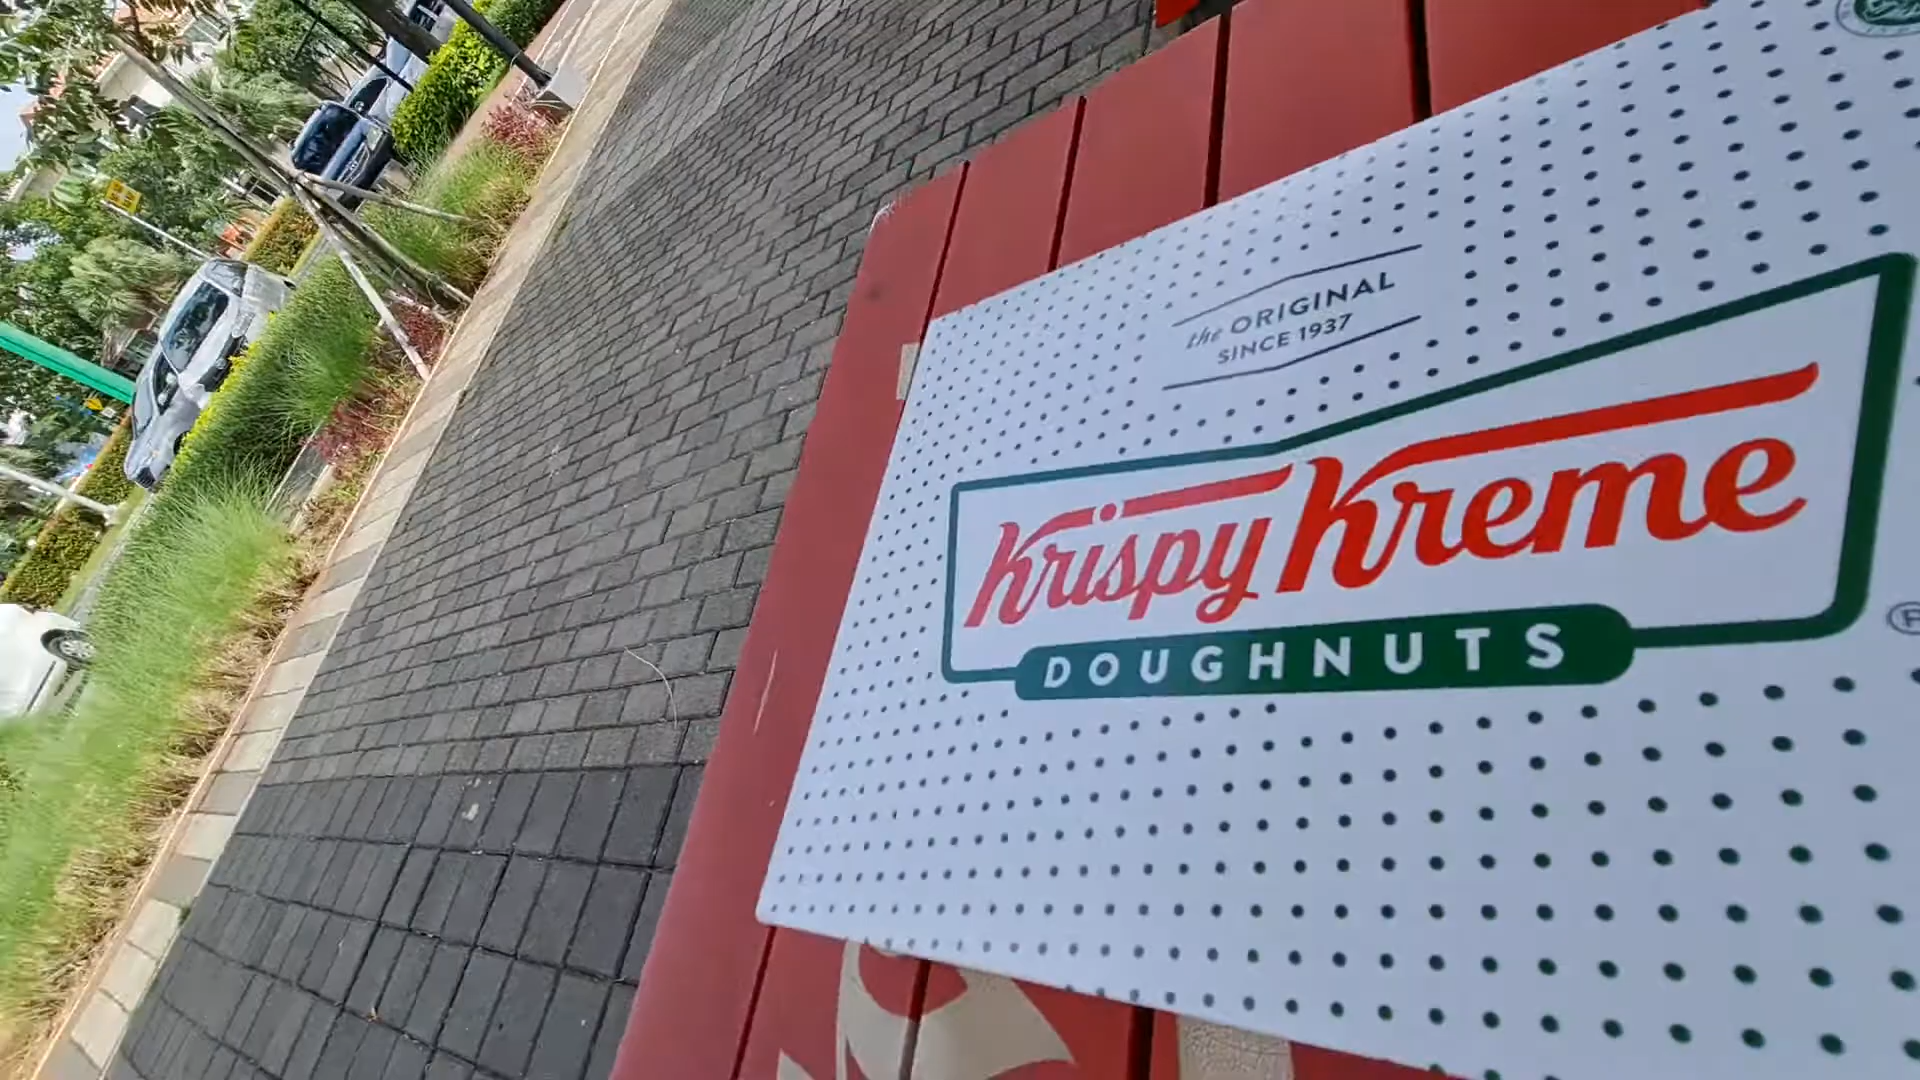 the ORIGINAL
SINCE 1937
Krispy Kreme
DOUGHNUTS
®